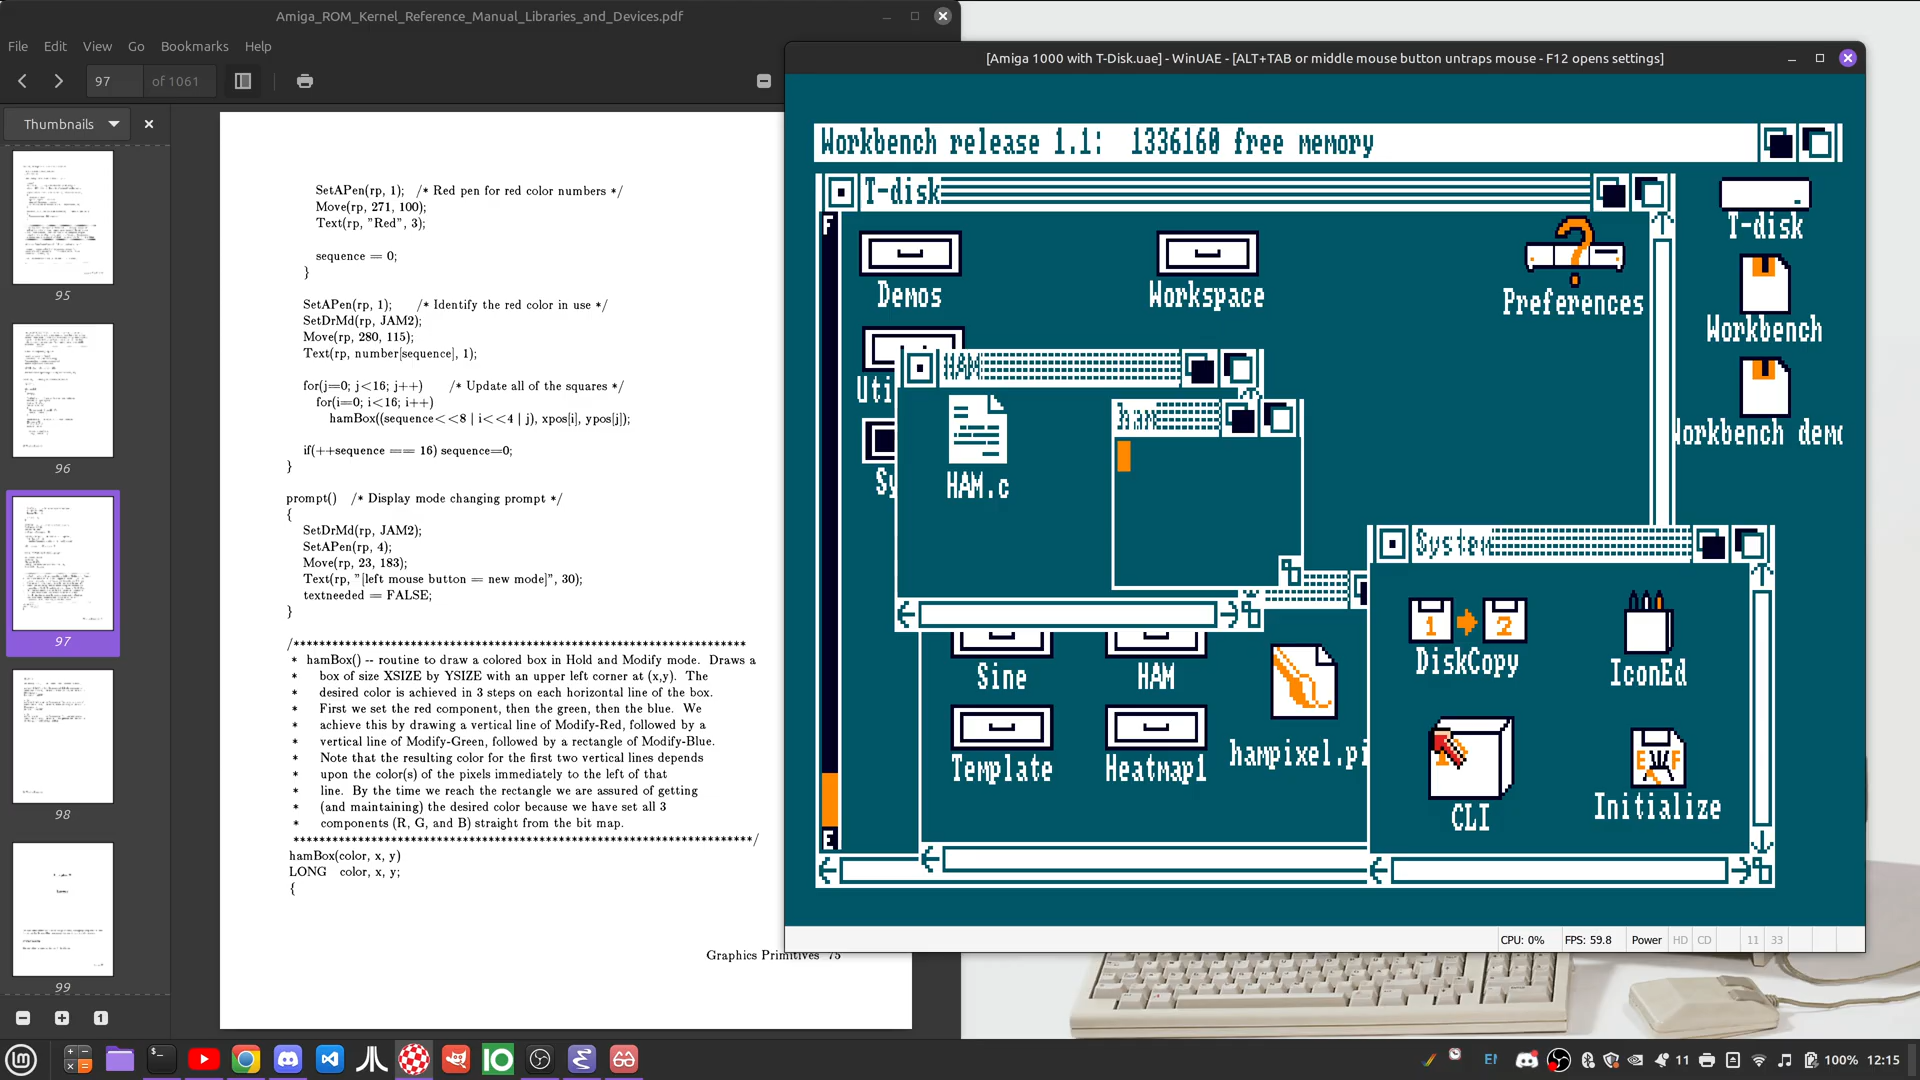 Amiga_ROM_Kernel_Reference_Manual_Libraries_and_Devices.pdf
File Edit View Go Bookmarks Help
97 of 1061
Thumbnails
95
96
97
98
99
SetAPen(rp, 1); /* Red pen for red color numbers */
Move(rp, 271, 100);
Text(rp, "Red", 3);
sequence = 0;
}
SetAPen(rp, 1); /* Identify the red color in use */
SetDrMd(rp, JAM2);
Move(rp, 280, 115);
Text(rp, number[sequence], 1);
for(j=0; j<16; j++) /* Update all of the squares */
for(i=0; i<16; i++)
hamBox((sequence<<8 | i<<4 | j), xpos[i], ypos[j]);
if(++sequence == 16) sequence=0;
}
prompt() /* Display mode changing prompt */
{
SetDrMd(rp, JAM2);
SetAPen(rp, 4);
Move(rp, 23, 183);
Text(rp, "[left mouse button = new mode]", 30);
textneeded = FALSE;
}
/************************************************************************
* hamBox() -- routine to draw a colored box in Hold and Modify mode. Draws a
* box of size XSIZE by YSIZE with an upper left corner at (x,y). The
* desired color is achieved in 3 steps on each horizontal line of the box.
* First we set the red component, then the green, then the blue. We
* achieve this by drawing a vertical line of Modify-Red, followed by a
* vertical line of Modify-Green, followed by a rectangle of Modify-Blue.
* Note that the resulting color for the first two vertical lines depends
* upon the color(s) of the pixels immediately to the left of that
* line. By the time we reach the rectangle we are assured of getting
* (and maintaining) the desired color because we have set all 3
* components (R, G, and B) straight from the bit map.
************************************************************************/
hamBox(color, x, y)
LONG color, x, y;
{
Graphics Primitives 75
[Amiga 1000 with T-Disk.uae] - WinUAE - [ALT+TAB or middle mouse button untraps mouse - F12 opens settings]
Workbench release 1.1: 1336160 free memory
T-disk
F
E
Demos
Workspace
Preferences
Uti
Sy
HAM
HAM.c
ham
Sine
HAM
Template
Heatmap1
hampixel.pi
System
1 2
DiskCopy
IconEd
CLI
Initialize
T-disk
Workbench
Workbench demo
CPU: 0% FPS: 59.8 Power HD CD 11 33
11 100% 12:15